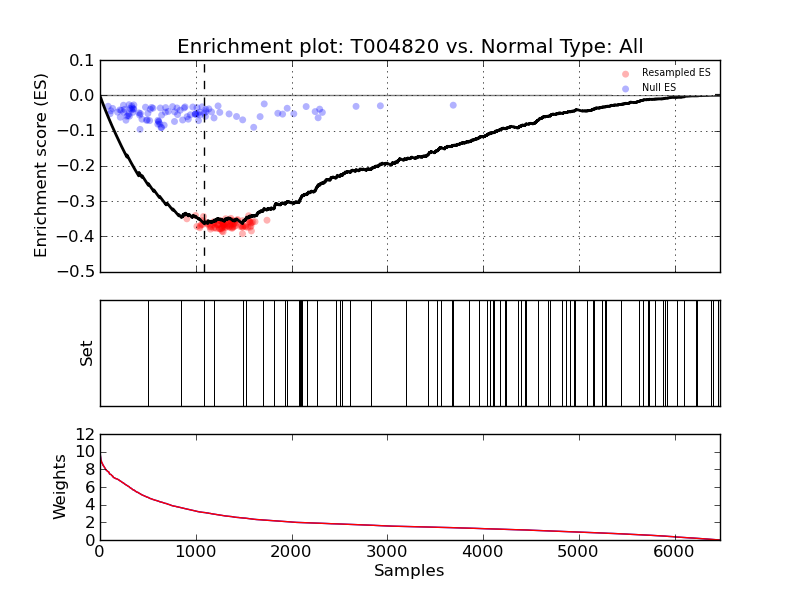 Enrichment plot: T004820 vs. Normal Type: All
0.1
0.0
−0.1
−0.2
−0.3
−0.4
−0.5
Enrichment score (ES)
Resampled ES
Null ES
Set
12
10
8
6
4
2
0
Weights
0 1000 2000 3000 4000 5000 6000
Samples